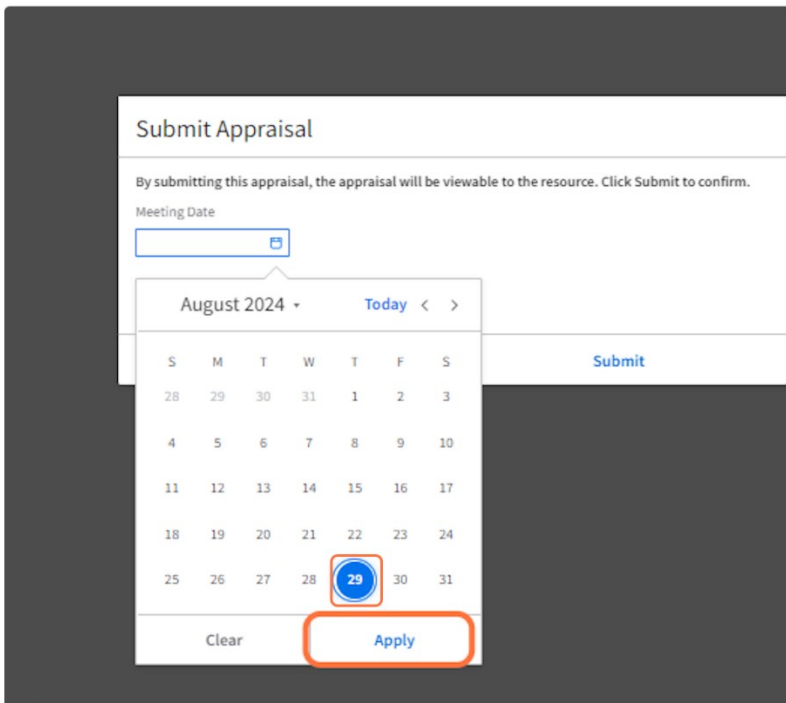 Submit Appraisal
By submitting this appraisal, the appraisal will be viewable to the resource. Click Submit to confirm.
Meeting Date
August 2024 Today
S M T W T F S
28 29 30 31 1 2 3
4 5 6 7 8 9 10
11 12 13 14 15 16 17
18 19 20 21 22 23 24
25 26 27 28 29 30 31
Clear Apply
Submit